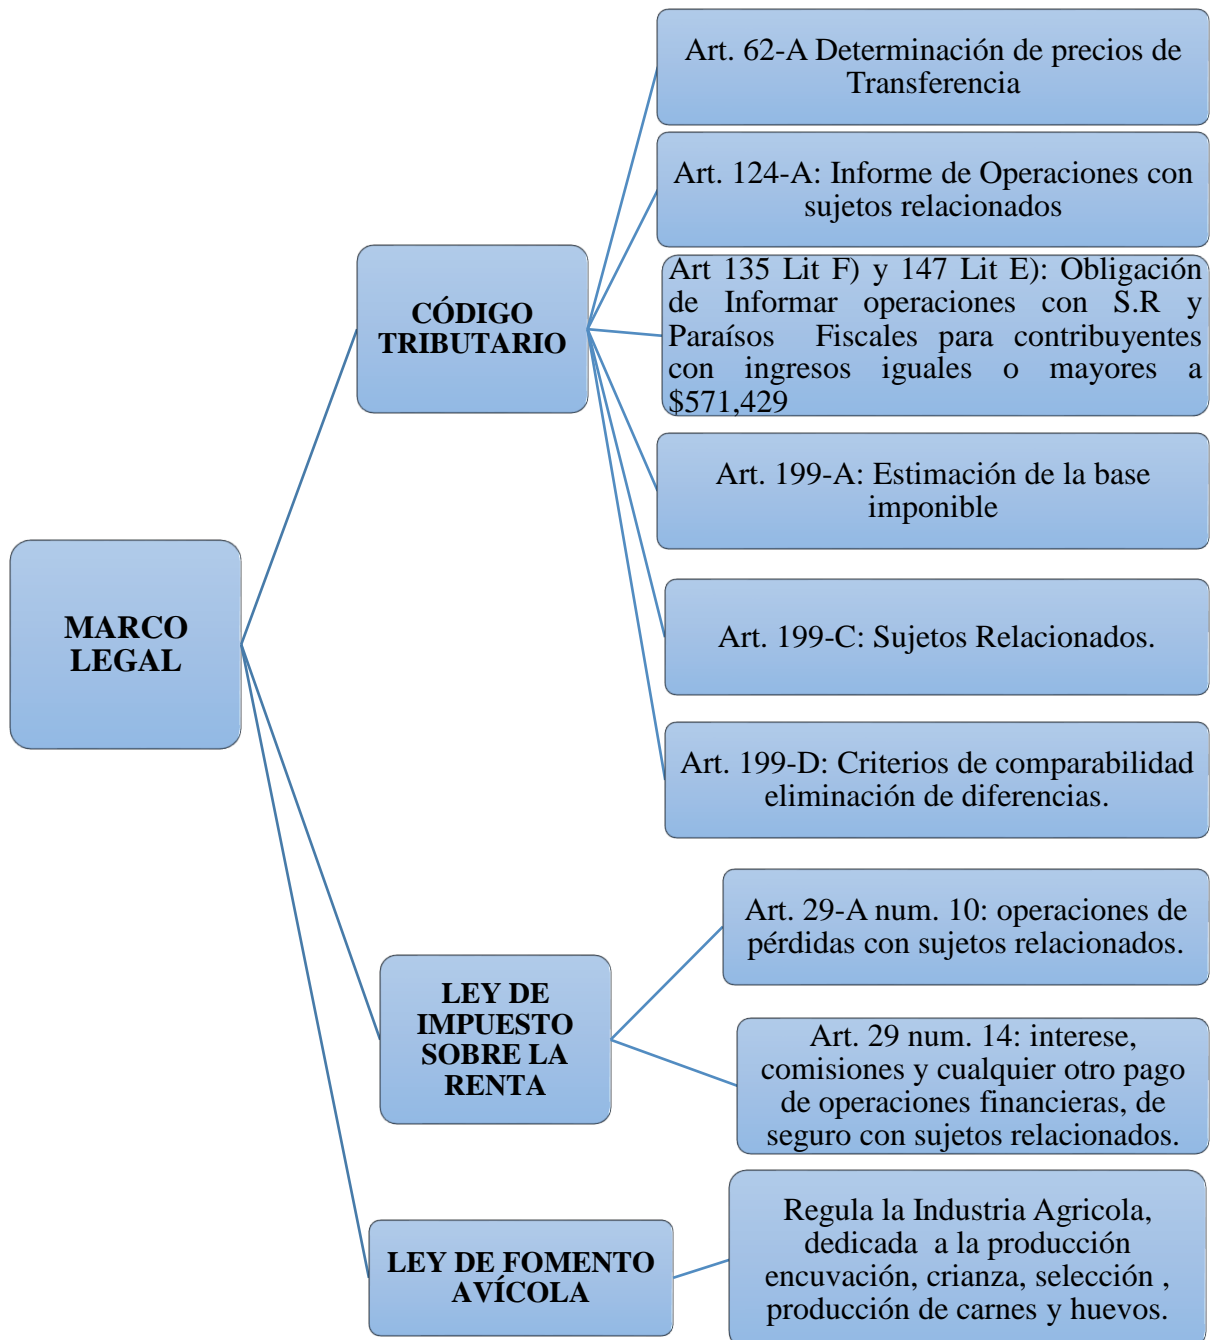 MARCO
LEGAL
CÓDIGO
TRIBUTARIO
Art. 62-A Determinación de precios de
Transferencia
Art. 124-A: Informe de Operaciones con
sujetos relacionados
Art 135 Lit F) y 147 Lit E): Obligación
de Informar operaciones con S.R y
Paraísos Fiscales para contribuyentes
con ingresos iguales o mayores a
$571,429
Art. 199-A: Estimación de la base
imponible
Art. 199-C: Sujetos Relacionados.
Art. 199-D: Criterios de comparabilidad
eliminación de diferencias.
LEY DE
IMPUESTO
SOBRE LA
RENTA
Art. 29-A num. 10: operaciones de
pérdidas con sujetos relacionados.
Art. 29 num. 14: interese,
comisiones y cualquier otro pago
de operaciones financieras, de
seguro con sujetos relacionados.
LEY DE FOMENTO
AVÍCOLA
Regula la Industria Agricola,
dedicada a la producción
encuvación, crianza, selección ,
producción de carnes y huevos.